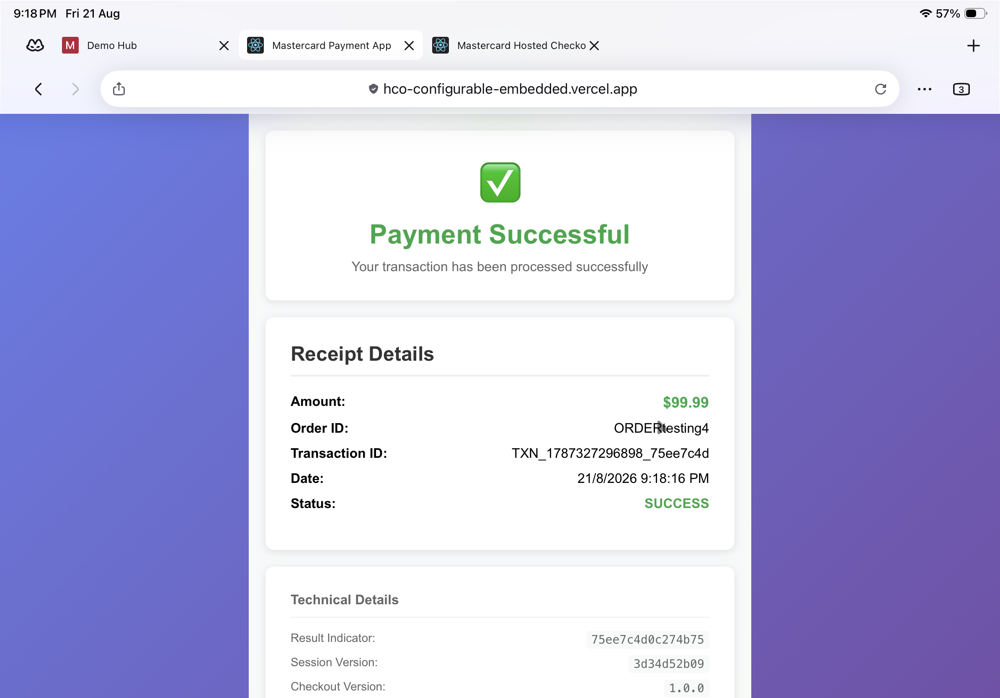 9:18 PM Fri 21 Aug 57%
M Demo Hub Mastercard Payment App Mastercard Hosted Checko
hco-configurable-embedded.vercel.app 3
Payment Successful
Your transaction has been processed successfully
Receipt Details
Amount: $99.99
Order ID: ORDERtesting4
Transaction ID: TXN_1787327296898_75ee7c4d
Date: 21/8/2026 9:18:16 PM
Status: SUCCESS
Technical Details
Result Indicator: 75ee7c4d0c274b75
Session Version: 3d34d52b09
Checkout Version: 1.0.0